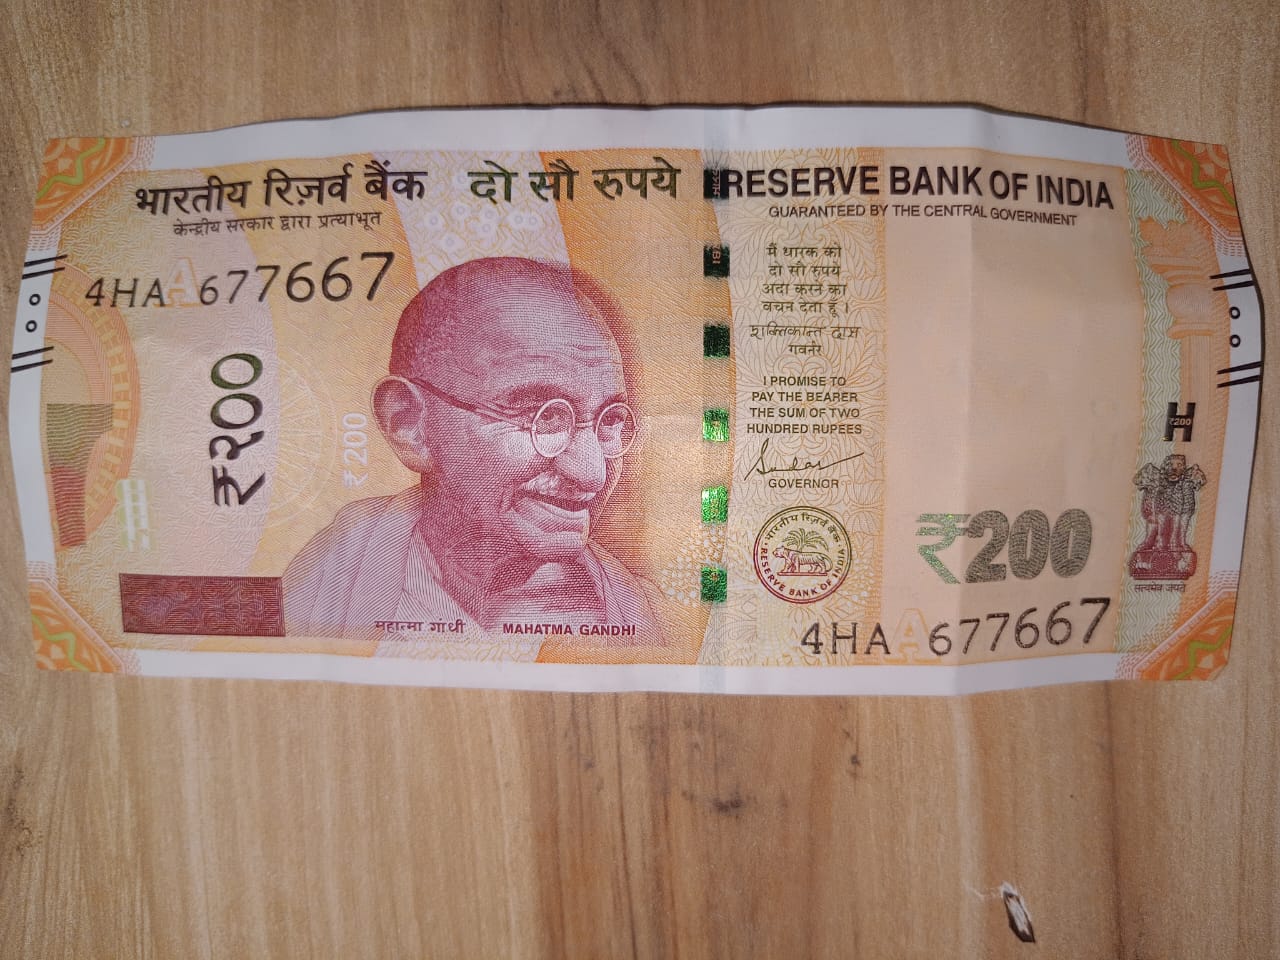 भारतीय रिज़र्व बैंक
केन्द्रीय सरकार द्वारा प्रत्याभूत
दो सौ रुपये
RESERVE BANK OF INDIA
GUARANTEED BY THE CENTRAL GOVERNMENT
4HA 677667
₹२००
₹200
मैं धारक को
दो सौ रुपये
अदा करने का
वचन देता हूँ ।
शक्तिकान्त दास
गवर्नर
I PROMISE TO
PAY THE BEARER
THE SUM OF TWO
HUNDRED RUPEES
GOVERNOR
भारतीय रिज़र्व बैंक
RESERVE BANK OF INDIA
महात्मा गांधी
MAHATMA GANDHI
H
₹200
सत्यमेव जयते
₹200
4HA 677667